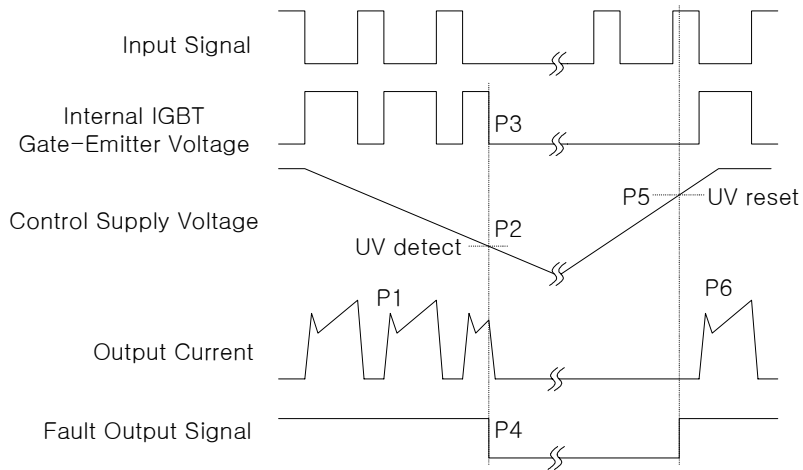 Input Signal
Internal IGBT
Gate-Emitter Voltage
P3
Control Supply Voltage
P5
UV reset
P2
UV detect
P1
P6
Output Current
Fault Output Signal
P4